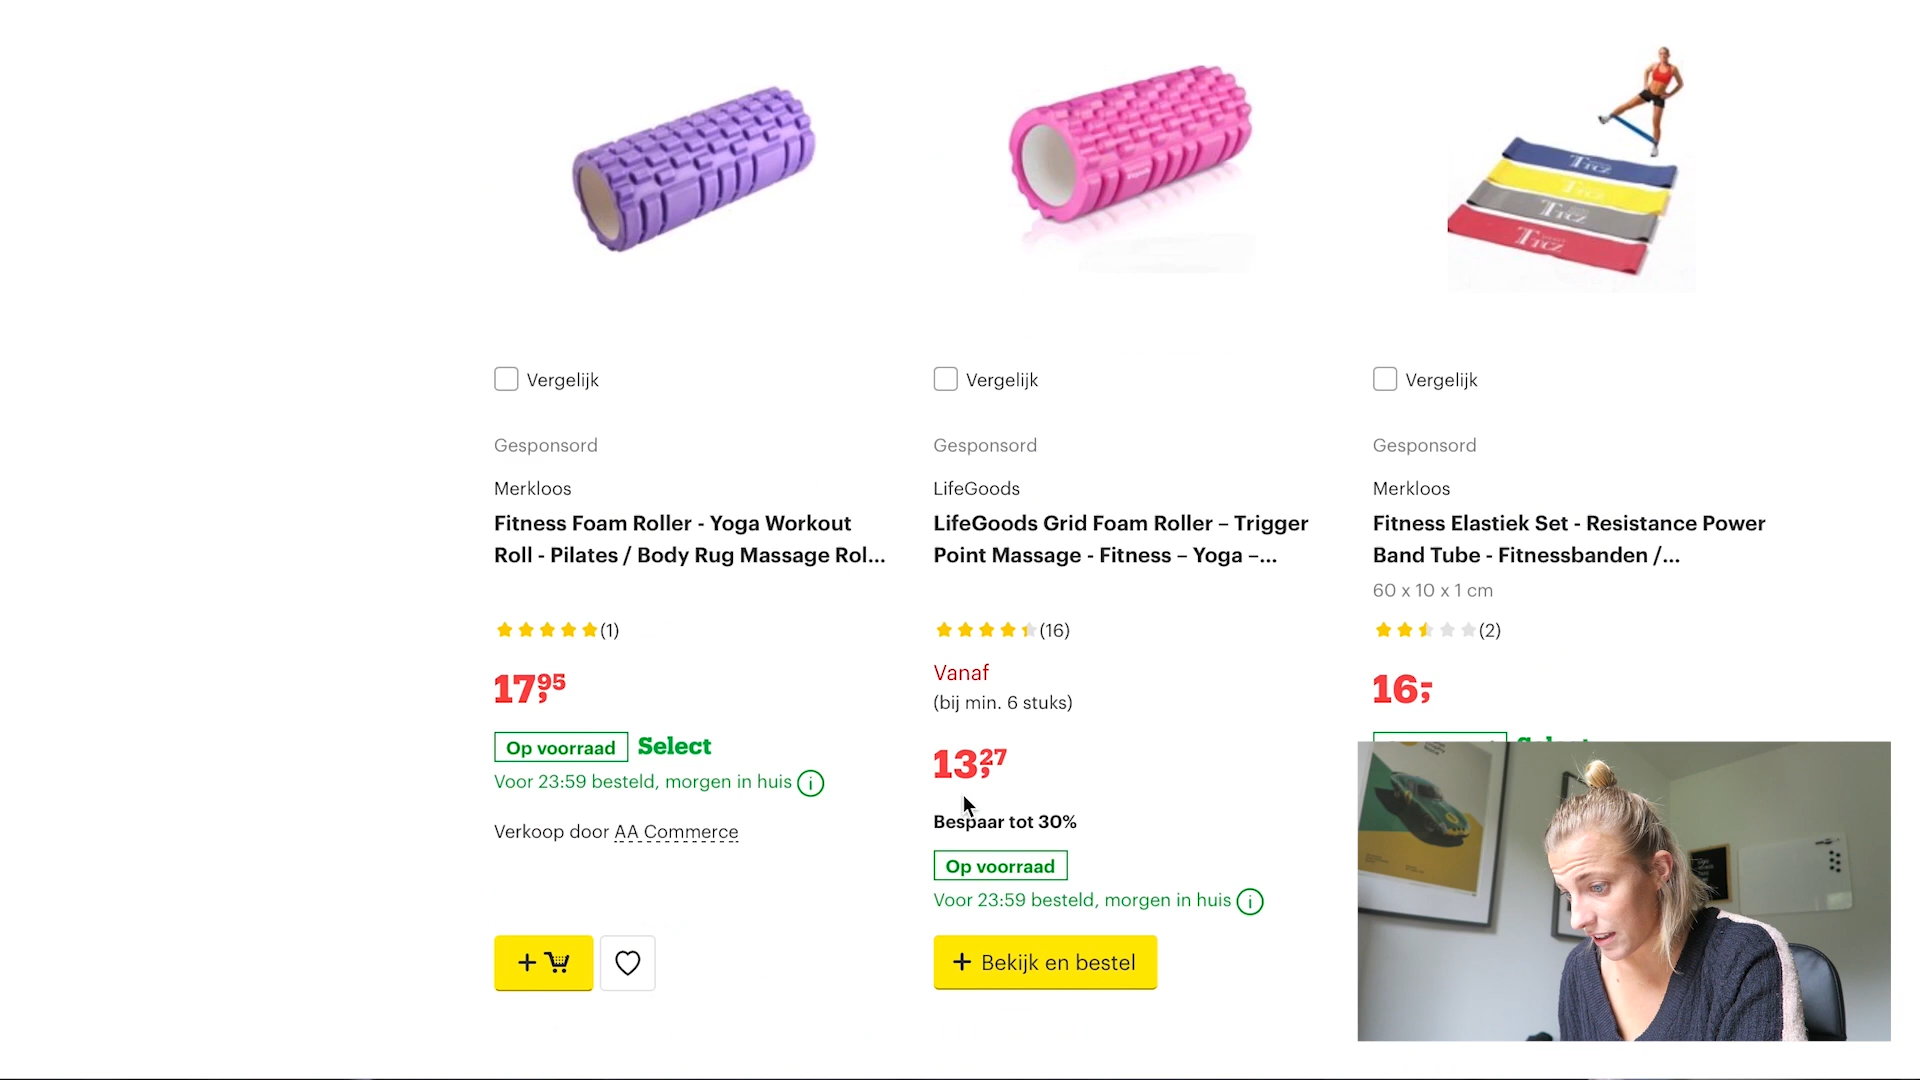 TTCZ
TTCZ
TTCZ
TTCZ
Vergelijk
Gesponsord
Merkloos
Fitness Foam Roller - Yoga Workout
Roll - Pilates / Body Rug Massage Rol...
(1)
17,95
Op voorraad Select
Voor 23:59 besteld, morgen in huis i
Verkoop door AA Commerce
+
Vergelijk
Gesponsord
LifeGoods
LifeGoods Grid Foam Roller – Trigger
Point Massage - Fitness – Yoga –...
(16)
Vanaf
(bij min. 6 stuks)
13,27
Bespaar tot 30%
Op voorraad
Voor 23:59 besteld, morgen in huis i
+ Bekijk en bestel
Vergelijk
Gesponsord
Merkloos
Fitness Elastiek Set - Resistance Power
Band Tube - Fitnessbanden /...
60 x 10 x 1 cm
(2)
16,-